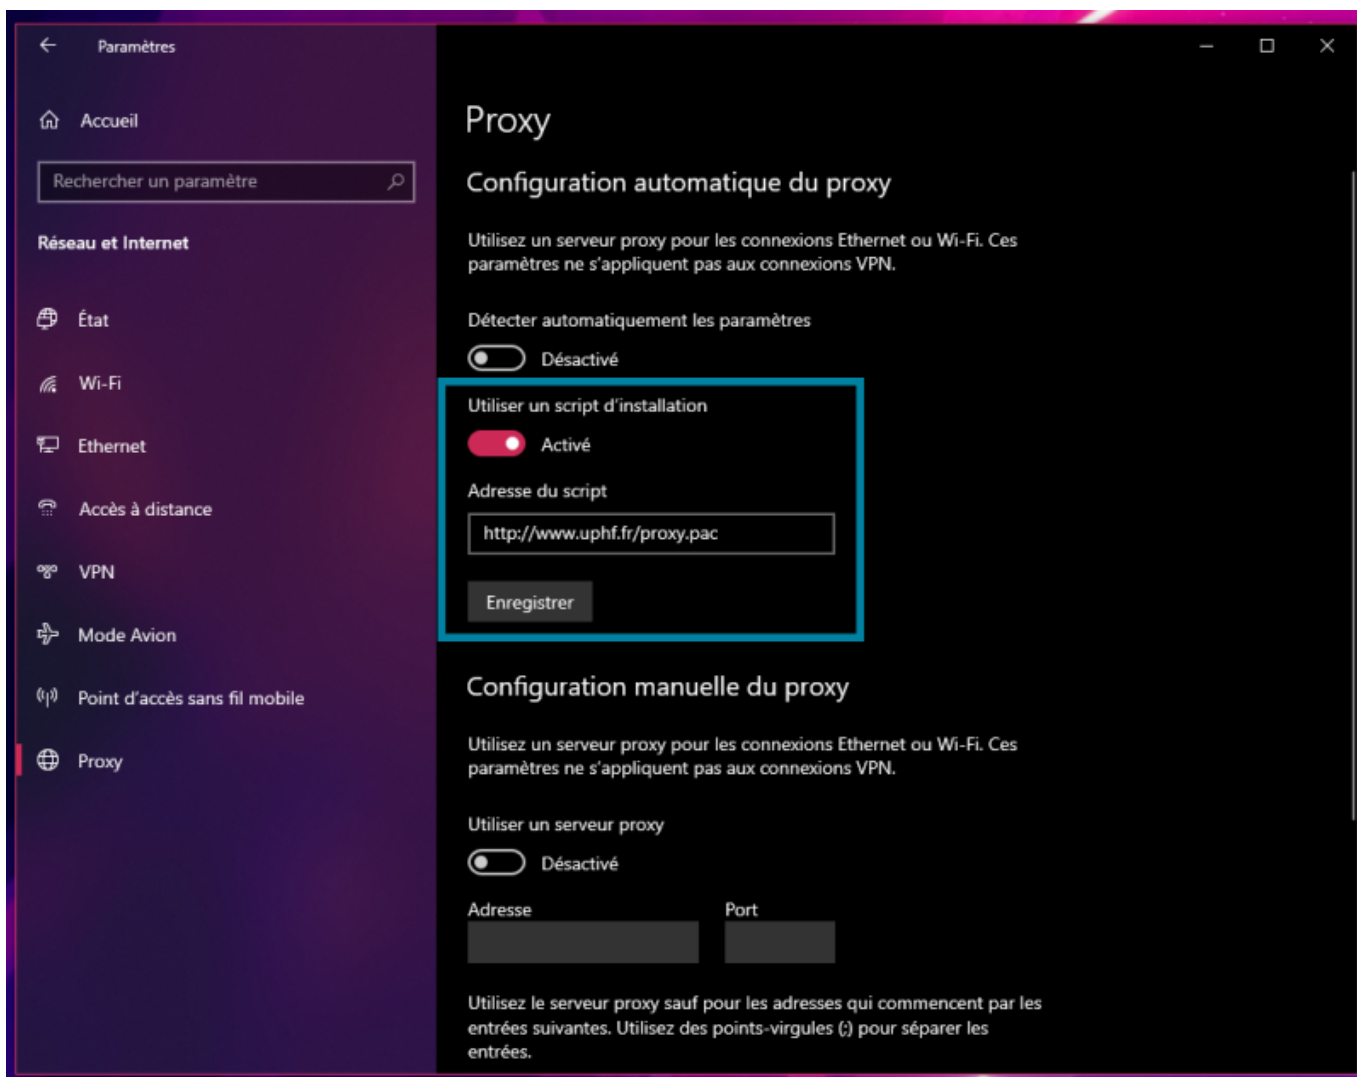 Paramètres
Accueil
Rechercher un paramètre
Réseau et Internet
État
Wi-Fi
Ethernet
Accès à distance
VPN
Mode Avion
Point d'accès sans fil mobile
Proxy
Proxy
Configuration automatique du proxy
Utilisez un serveur proxy pour les connexions Ethernet ou Wi-Fi. Ces
paramètres ne s'appliquent pas aux connexions VPN.
Détecter automatiquement les paramètres
Désactivé
Utiliser un script d'installation
Activé
Adresse du script
http://www.uphf.fr/proxy.pac
Enregistrer
Configuration manuelle du proxy
Utilisez un serveur proxy pour les connexions Ethernet ou Wi-Fi. Ces
paramètres ne s'appliquent pas aux connexions VPN.
Utiliser un serveur proxy
Désactivé
Adresse Port
Utilisez le serveur proxy sauf pour les adresses qui commencent par les
entrées suivantes. Utilisez des points-virgules (;) pour séparer les
entrées.